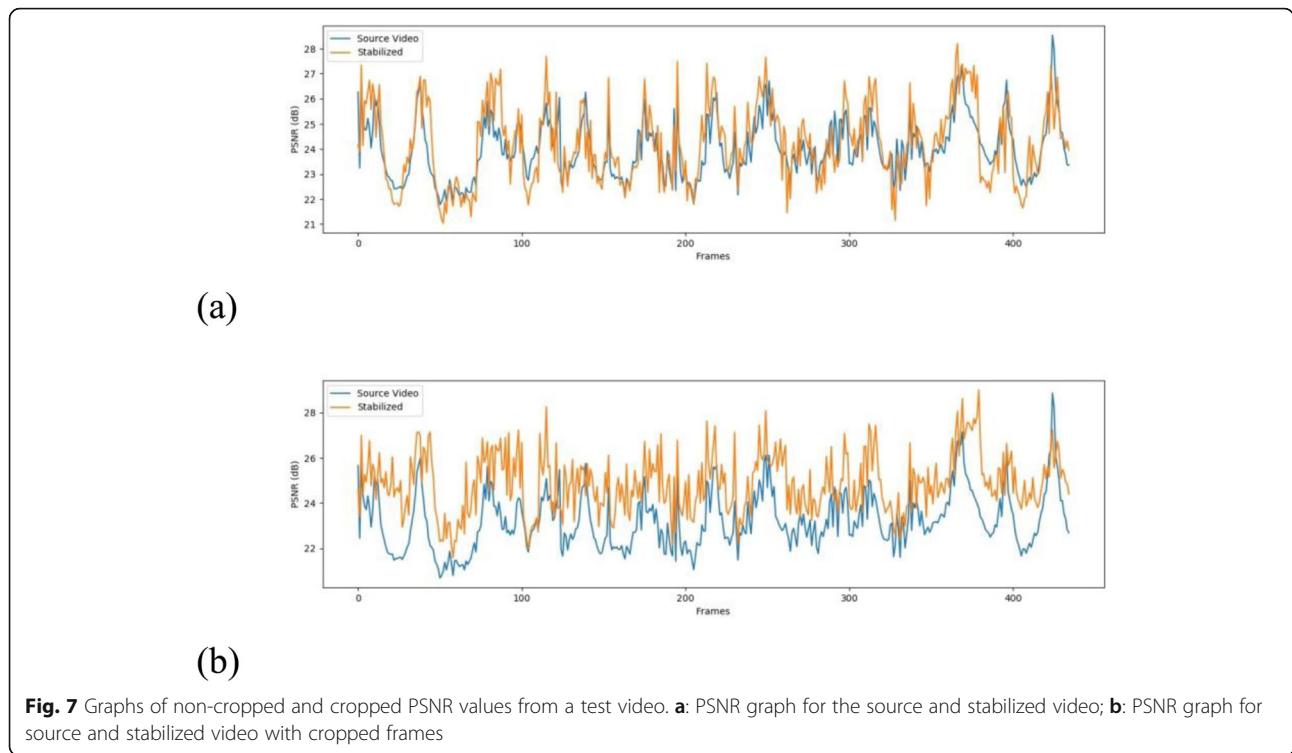 Source Video
Stabilized
28
27
26
25
24
23
22
21
PSNR (dB)
0 100 200 300 400
Frames
(a)
Source Video
Stabilized
28
26
24
22
PSNR (dB)
0 100 200 300 400
Frames
(b)
Fig. 7 Graphs of non-cropped and cropped PSNR values from a test video. a: PSNR graph for the source and stabilized video; b: PSNR graph for
source and stabilized video with cropped frames